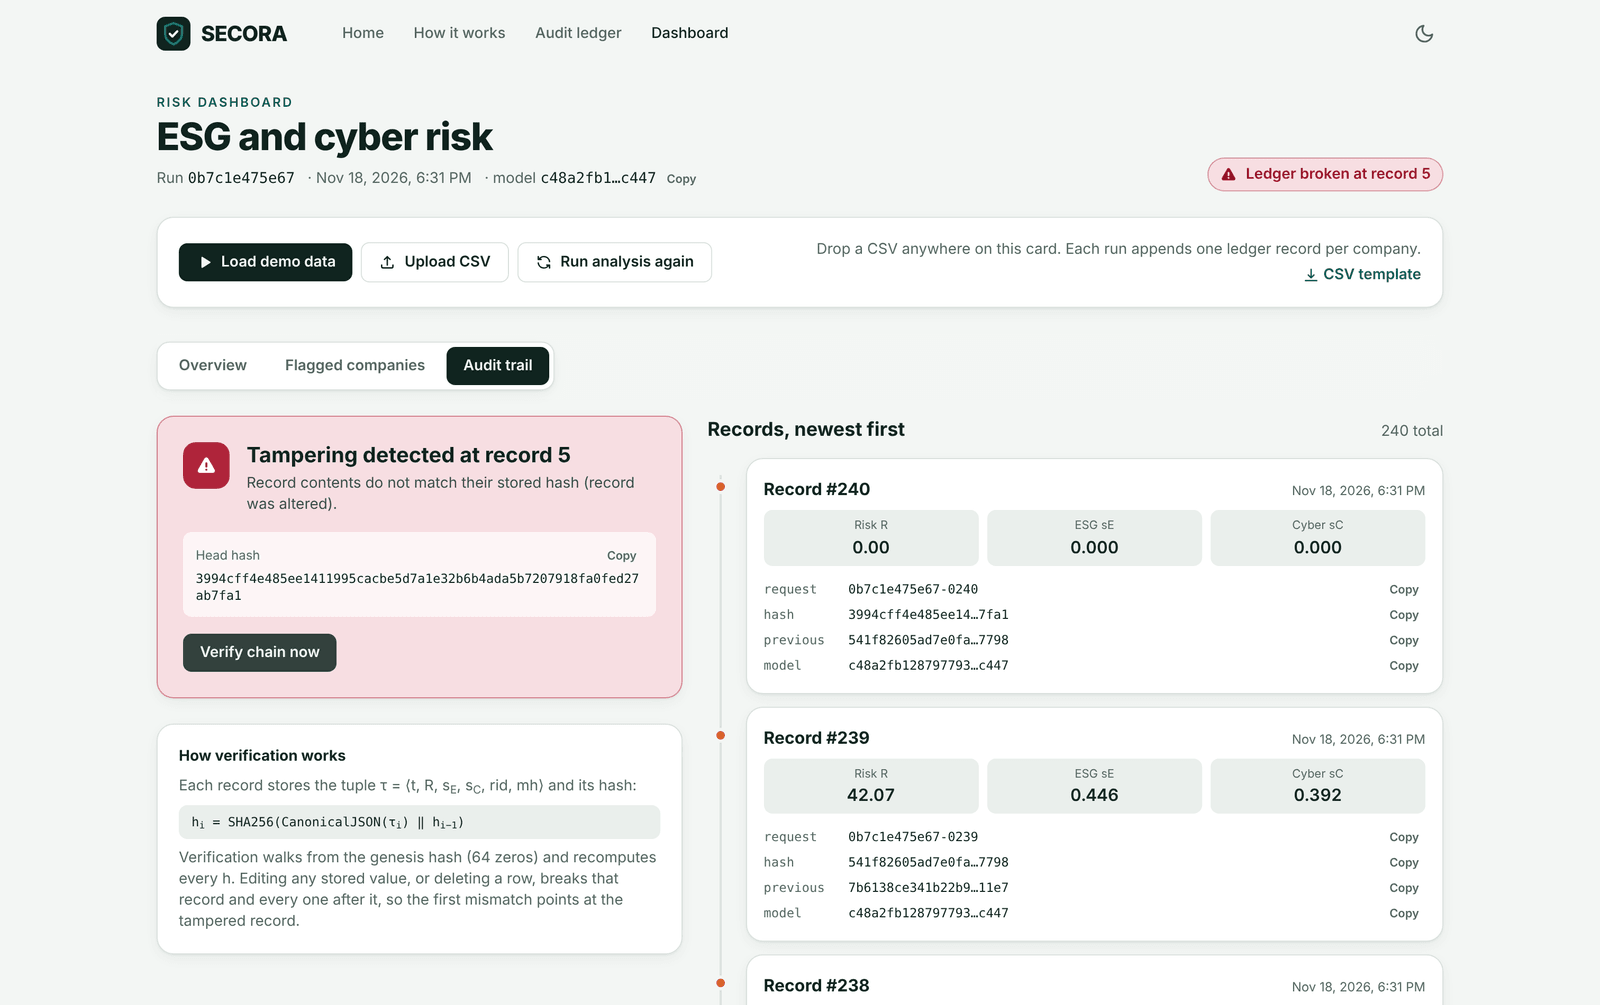 SECORA
Home
How it works
Audit ledger
Dashboard
RISK DASHBOARD
ESG and cyber risk
Run 0b7c1e475e67 · Nov 18, 2026, 6:31 PM · model c48a2fb1…c447 Copy
Ledger broken at record 5
Load demo data
Upload CSV
Run analysis again
Drop a CSV anywhere on this card. Each run appends one ledger record per company.
CSV template
Overview
Flagged companies
Audit trail
Tampering detected at record 5
Record contents do not match their stored hash (record
was altered).
Head hash
Copy
3994cff4e485ee1411995cacbe5d7a1e32b6b4ada5b7207918fa0fed27
ab7fa1
Verify chain now
How verification works
Each record stores the tuple τ = ⟨t, R, s_E, s_C, rid, mh⟩ and its hash:
h_i = SHA256(CanonicalJSON(τ_i) ‖ h_{i−1})
Verification walks from the genesis hash (64 zeros) and recomputes
every h. Editing any stored value, or deleting a row, breaks that
record and every one after it, so the first mismatch points at the
tampered record.
Records, newest first
240 total
Record #240
Nov 18, 2026, 6:31 PM
Risk R
0.00
ESG sE
0.000
Cyber sC
0.000
request 0b7c1e475e67-0240 Copy
hash 3994cff4e485ee14…7fa1 Copy
previous 541f82605ad7e0fa…7798 Copy
model c48a2fb128797793…c447 Copy
Record #239
Nov 18, 2026, 6:31 PM
Risk R
42.07
ESG sE
0.446
Cyber sC
0.392
request 0b7c1e475e67-0239 Copy
hash 541f82605ad7e0fa…7798 Copy
previous 7b6138ce341b22b9…11e7 Copy
model c48a2fb128797793…c447 Copy
Record #238
Nov 18, 2026, 6:31 PM